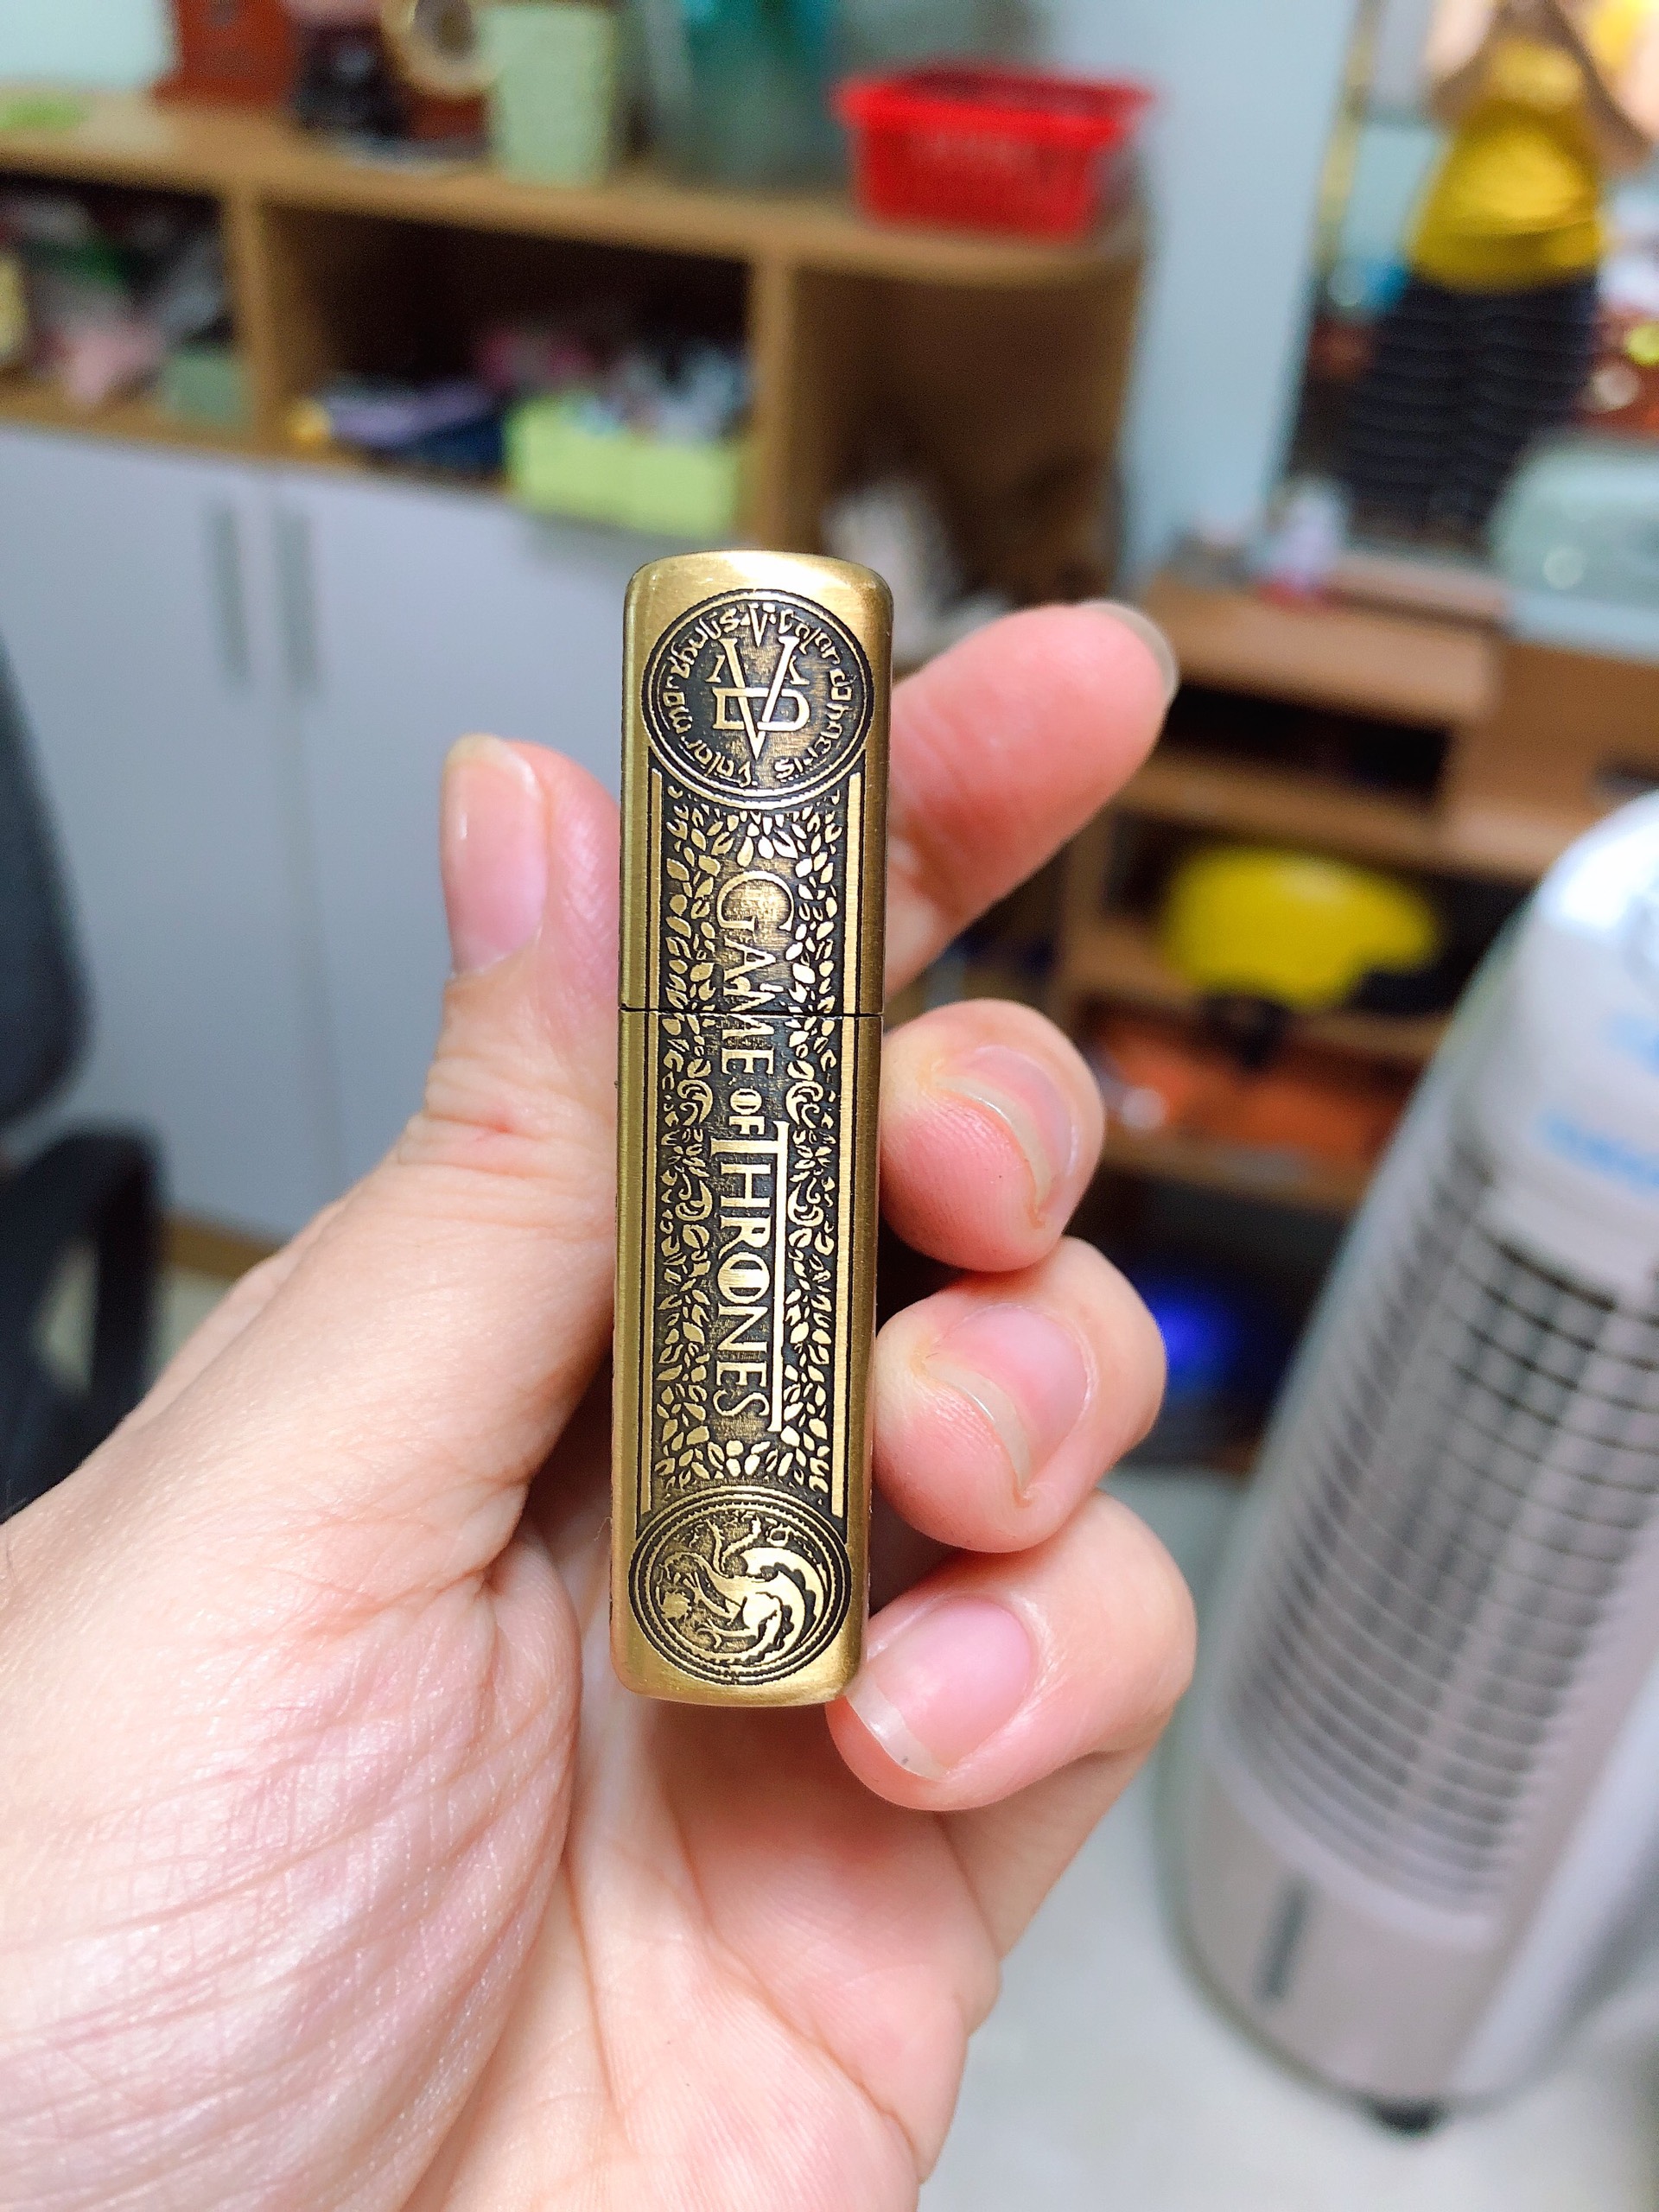 Valar morghulis
Valar dohaeris
GAME OF THRONES